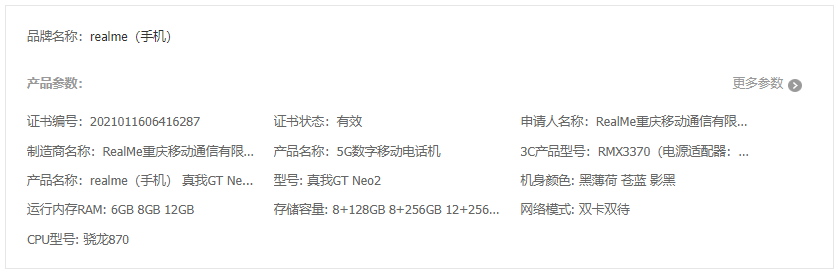 品牌名称：realme（手机）
产品参数： 更多参数
证书编号：2021011606416287 证书状态：有效 申请人名称：RealMe重庆移动通信有限...
制造商名称：RealMe重庆移动通信有限... 产品名称：5G数字移动电话机 3C产品型号：RMX3370（电源适配器：...
产品名称：realme（手机） 真我GT Ne... 型号: 真我GT Neo2 机身颜色: 黑薄荷 苍蓝 影黑
运行内存RAM: 6GB 8GB 12GB 存储容量: 8+128GB 8+256GB 12+256... 网络模式: 双卡双待
CPU型号: 骁龙870